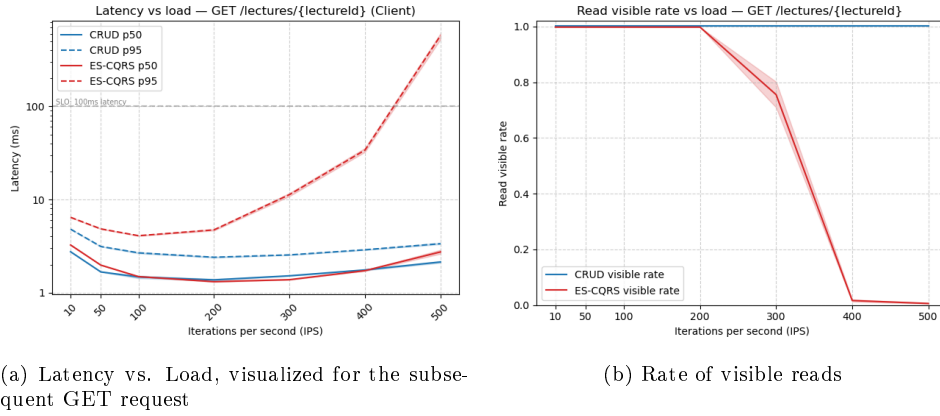 Latency vs load — GET /lectures/{lectureId} (Client)
CRUD p50
CRUD p95
ES-CQRS p50
ES-CQRS p95
SLO: 100ms latency
100
10
1
Latency (ms)
10
50
100
200
300
400
500
Iterations per second (IPS)
(a) Latency vs. Load, visualized for the subse-
quent GET request
Read visible rate vs load — GET /lectures/{lectureId}
1.0
0.8
0.6
0.4
0.2
0.0
Read visible rate
CRUD visible rate
ES-CQRS visible rate
10
50
100
200
300
400
500
Iterations per second (IPS)
(b) Rate of visible reads